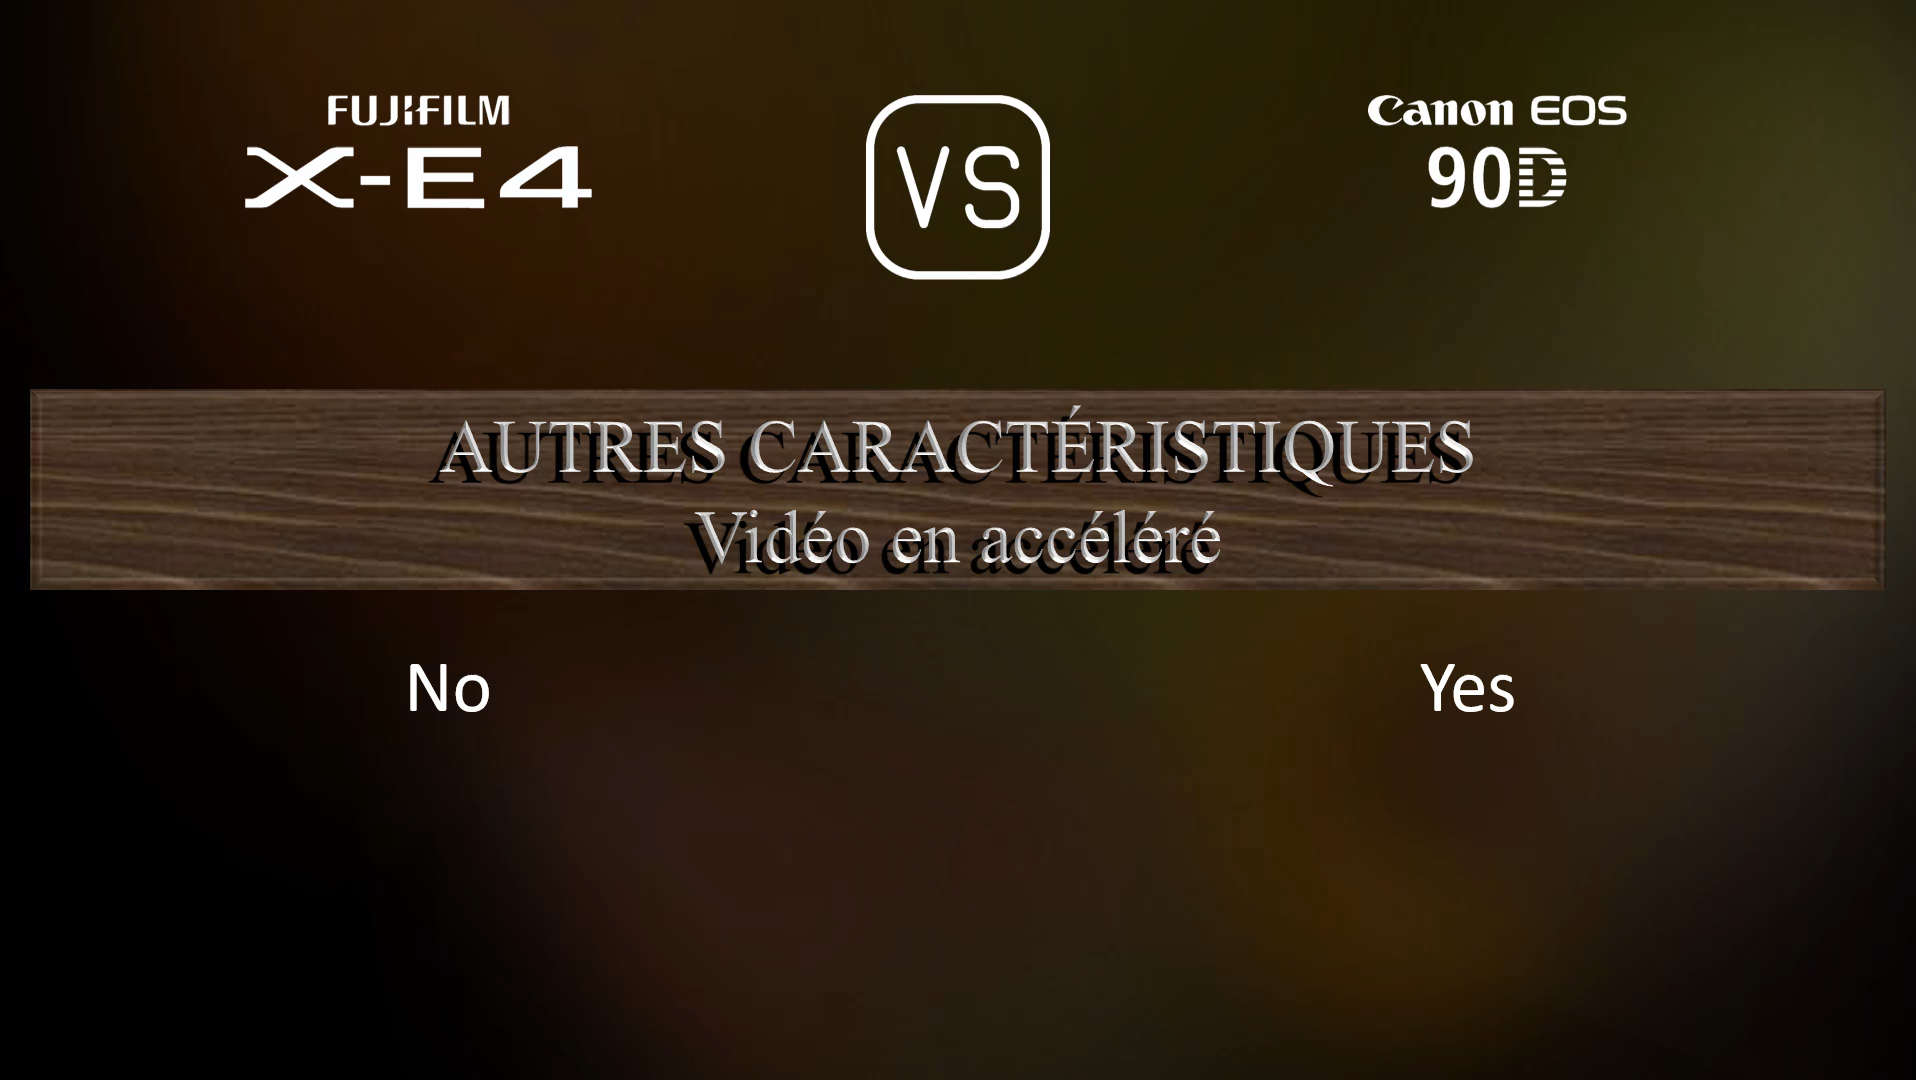 FUJIFILM
X-E4
VS
Canon EOS
90D
AUTRES CARACTÉRISTIQUES
Vidéo en accéléré
No
Yes